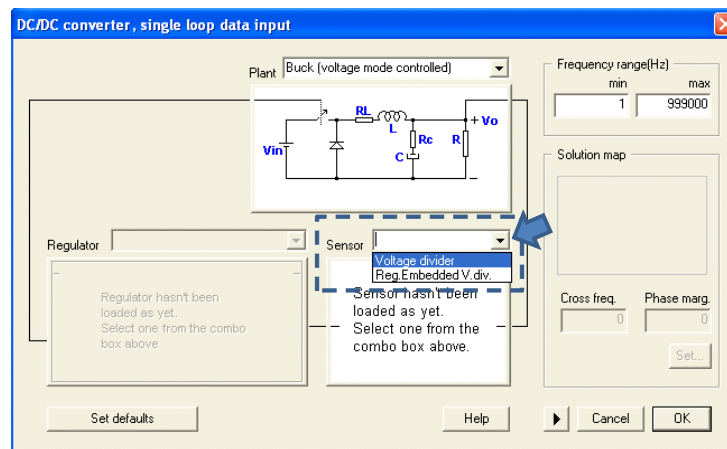 DC/DC converter, single loop data input
Plant
Buck (voltage mode controlled)
Frequency range(Hz)
min
max
1
999000
RL
L
+ Vo
Vin
Rc
R
C
Solution map
Regulator
Sensor
Voltage divider
Reg.Embedded V.div.
Regulator hasn't been
loaded as yet.
Select one from the combo
box above
Sensor hasn't been
loaded as yet.
Select one from the
combo box above.
Cross freq.
Phase marg.
0
0
Set...
Set defaults
Help
Cancel
OK